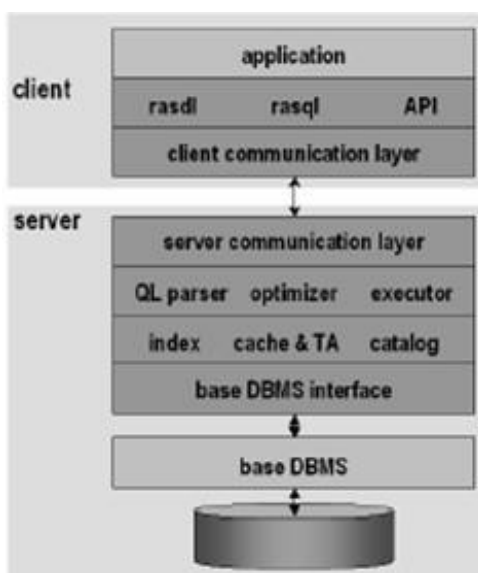 client
application
rasdl rasql API
client communication layer
server
server communication layer
QL parser optimizer executor
index cache & TA catalog
base DBMS interface
base DBMS